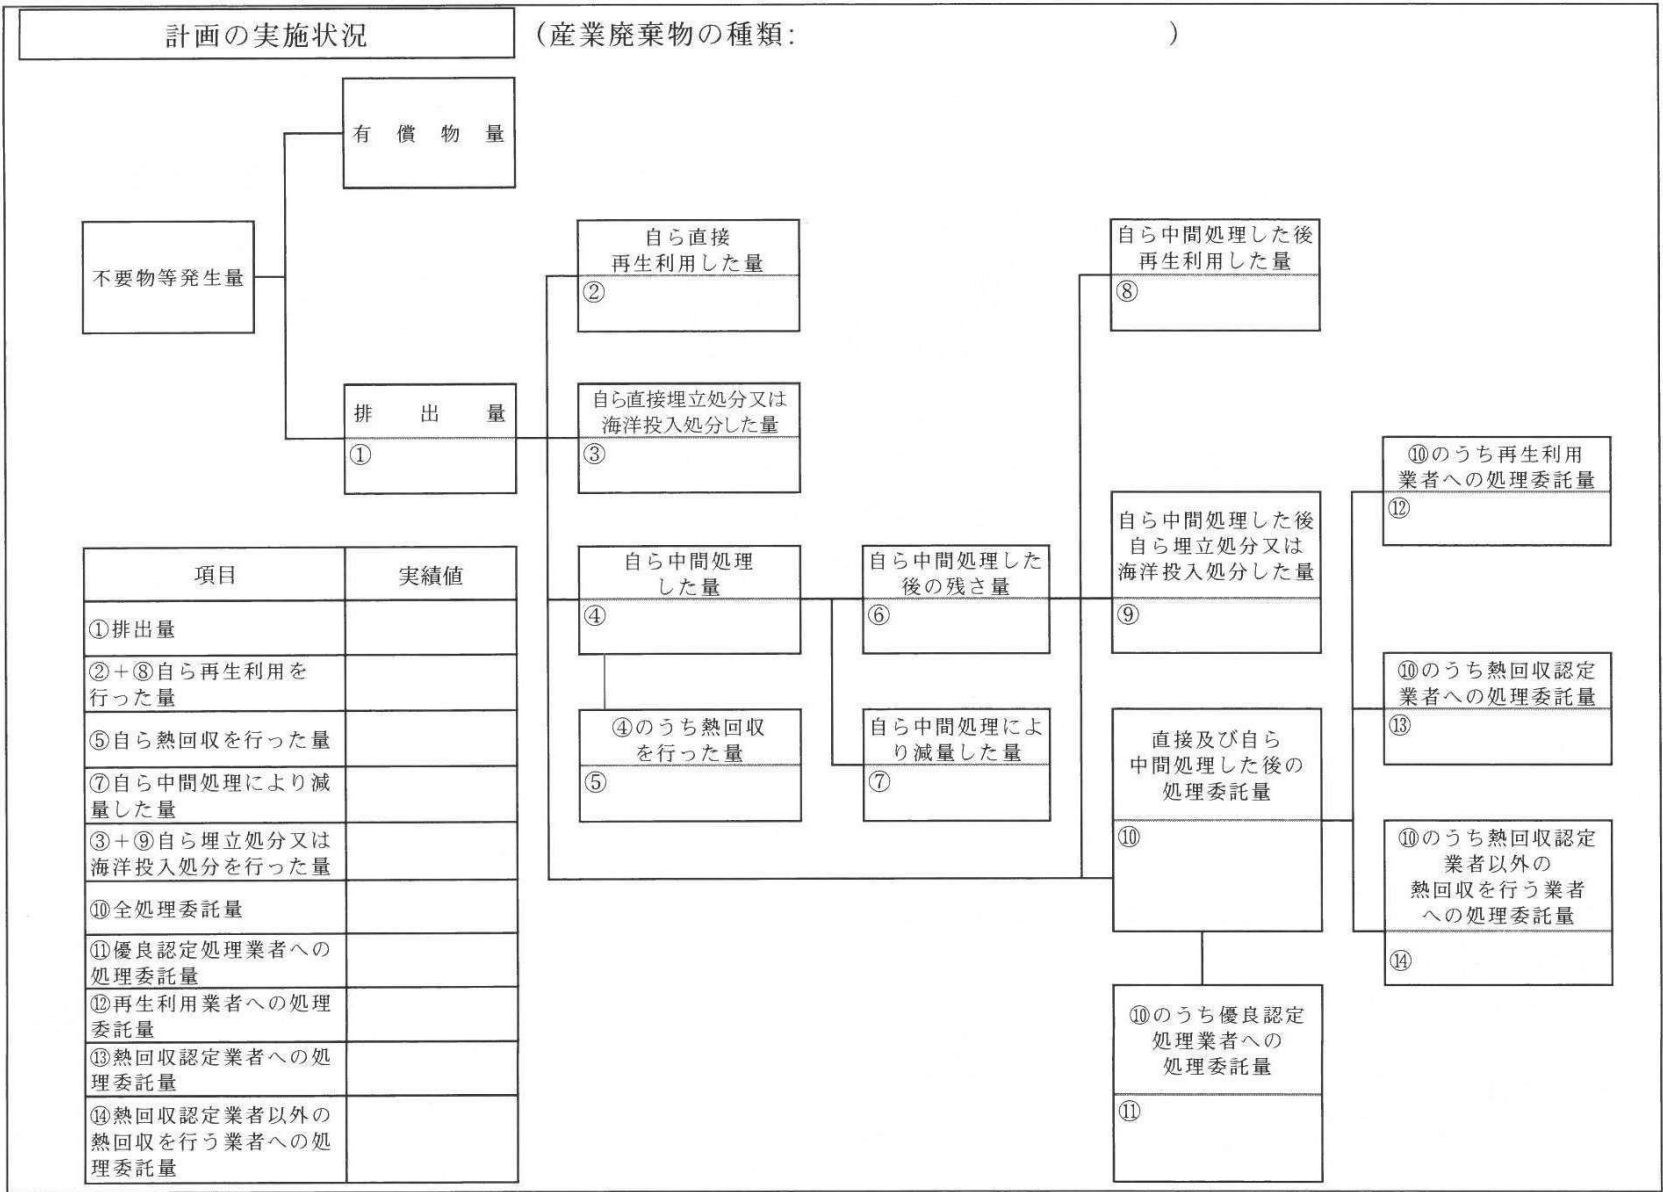 計画の実施状況
（産業廃棄物の種類：　　　　　　　　　　）
有償物量
不要物等発生量
排出量
①
自ら直接
再生利用した量
②
自ら直接埋立処分又は
海洋投入処分した量
③
自ら中間処理
した量
④
④のうち熱回収
を行った量
⑤
自ら中間処理した
後の残さ量
⑥
自ら中間処理によ
り減量した量
⑦
自ら中間処理した後
再生利用した量
⑧
自ら中間処理した後
自ら埋立処分又は
海洋投入処分した量
⑨
直接及び自ら
中間処理した後の
処理委託量
⑩
⑩のうち優良認定
処理業者への
処理委託量
⑪
⑩のうち再生利用
業者への処理委託量
⑫
⑩のうち熱回収認定
業者への処理委託量
⑬
⑩のうち熱回収認定
業者以外の
熱回収を行う業者
への処理委託量
⑭
項目
実績値
①排出量
②＋⑧自ら再生利用を
行った量
⑤自ら熱回収を行った量
⑦自ら中間処理により減
量した量
③＋⑨自ら埋立処分又は
海洋投入処分を行った量
⑩全処理委託量
⑪優良認定処理業者への
処理委託量
⑫再生利用業者への処理
委託量
⑬熱回収認定業者への処
理委託量
⑭熱回収認定業者以外の
熱回収を行う業者への処
理委託量